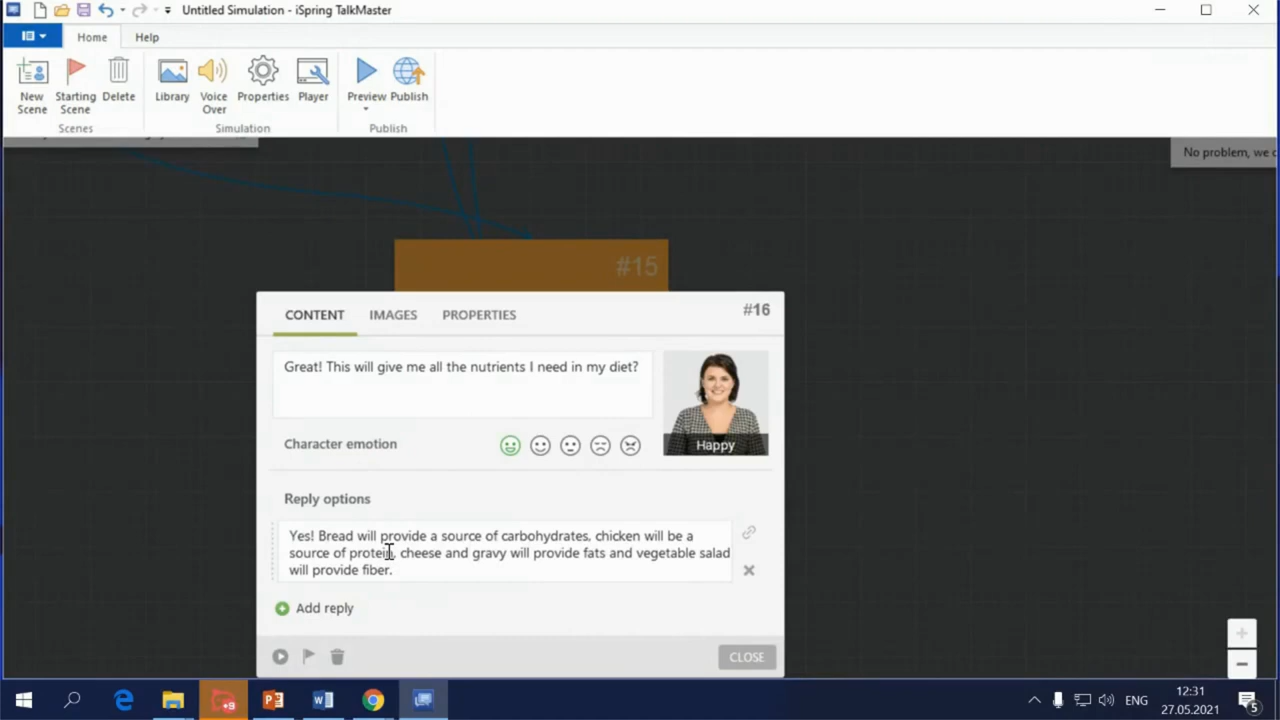 Untitled Simulation - iSpring TalkMaster
Home
Help
New Scene
Starting Scene
Delete
Library
Voice Over
Properties
Player
Preview
Publish
Scenes
Simulation
Publish
No problem, we
#15
CONTENT
IMAGES
PROPERTIES
#16
Great! This will give me all the nutrients I need in my diet?
Happy
Character emotion
Reply options
Yes! Bread will provide a source of carbohydrates, chicken will be a
source of protein, cheese and gravy will provide fats and vegetable salad
will provide fiber.
Add reply
CLOSE
+9
ENG
12:31
27.05.2021
5